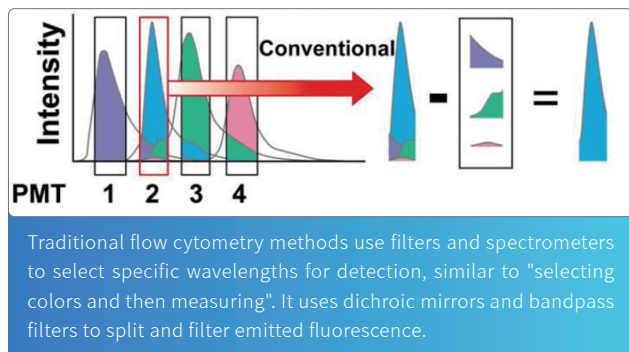 Intensity
Conventional
- =
PMT 1 2 3 4
Traditional flow cytometry methods use filters and spectrometers
to select specific wavelengths for detection, similar to "selecting
colors and then measuring". It uses dichroic mirrors and bandpass
filters to split and filter emitted fluorescence.